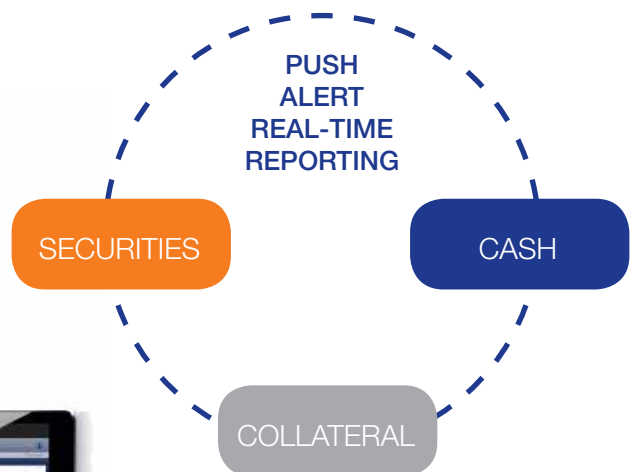 PUSH
ALERT
REAL-TIME
REPORTING
SECURITIES
CASH
COLLATERAL